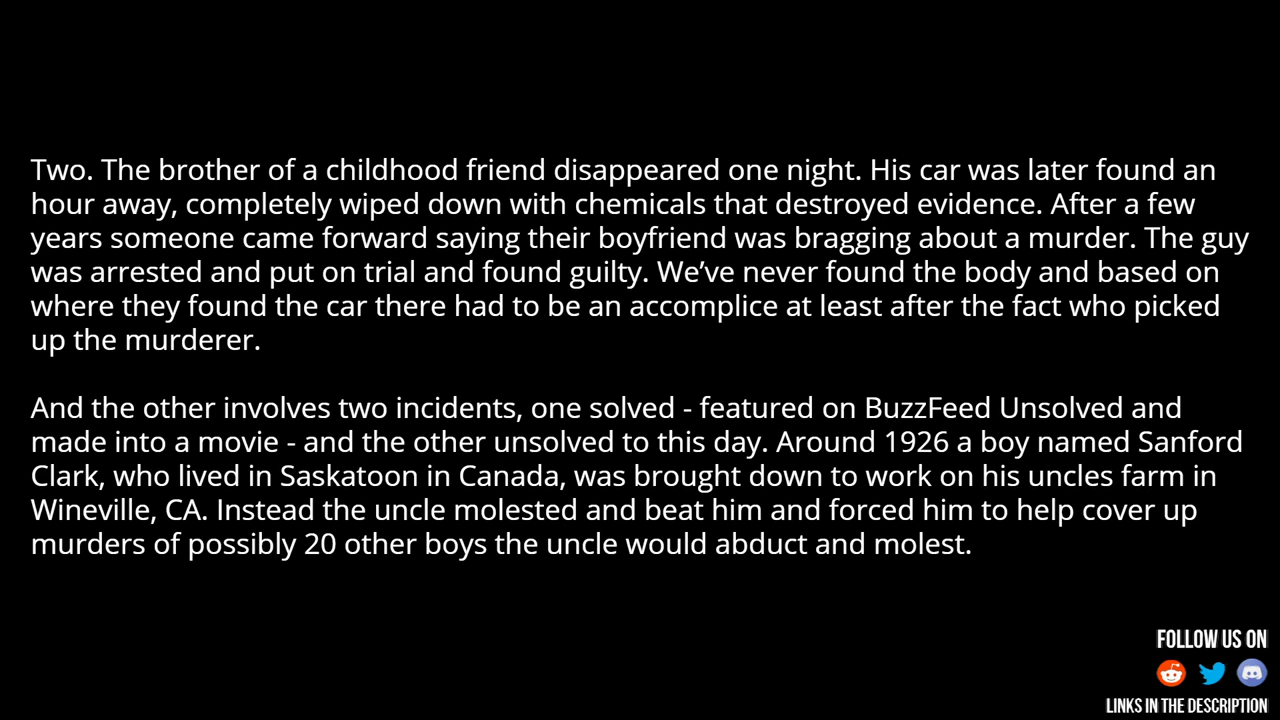 Two. The brother of a childhood friend disappeared one night. His car was later found an
hour away, completely wiped down with chemicals that destroyed evidence. After a few
years someone came forward saying their boyfriend was bragging about a murder. The guy
was arrested and put on trial and found guilty. We’ve never found the body and based on
where they found the car there had to be an accomplice at least after the fact who picked
up the murderer.
And the other involves two incidents, one solved - featured on BuzzFeed Unsolved and
made into a movie - and the other unsolved to this day. Around 1926 a boy named Sanford
Clark, who lived in Saskatoon in Canada, was brought down to work on his uncles farm in
Wineville, CA. Instead the uncle molested and beat him and forced him to help cover up
murders of possibly 20 other boys the uncle would abduct and molest.
FOLLOW US ON
LINKS IN THE DESCRIPTION